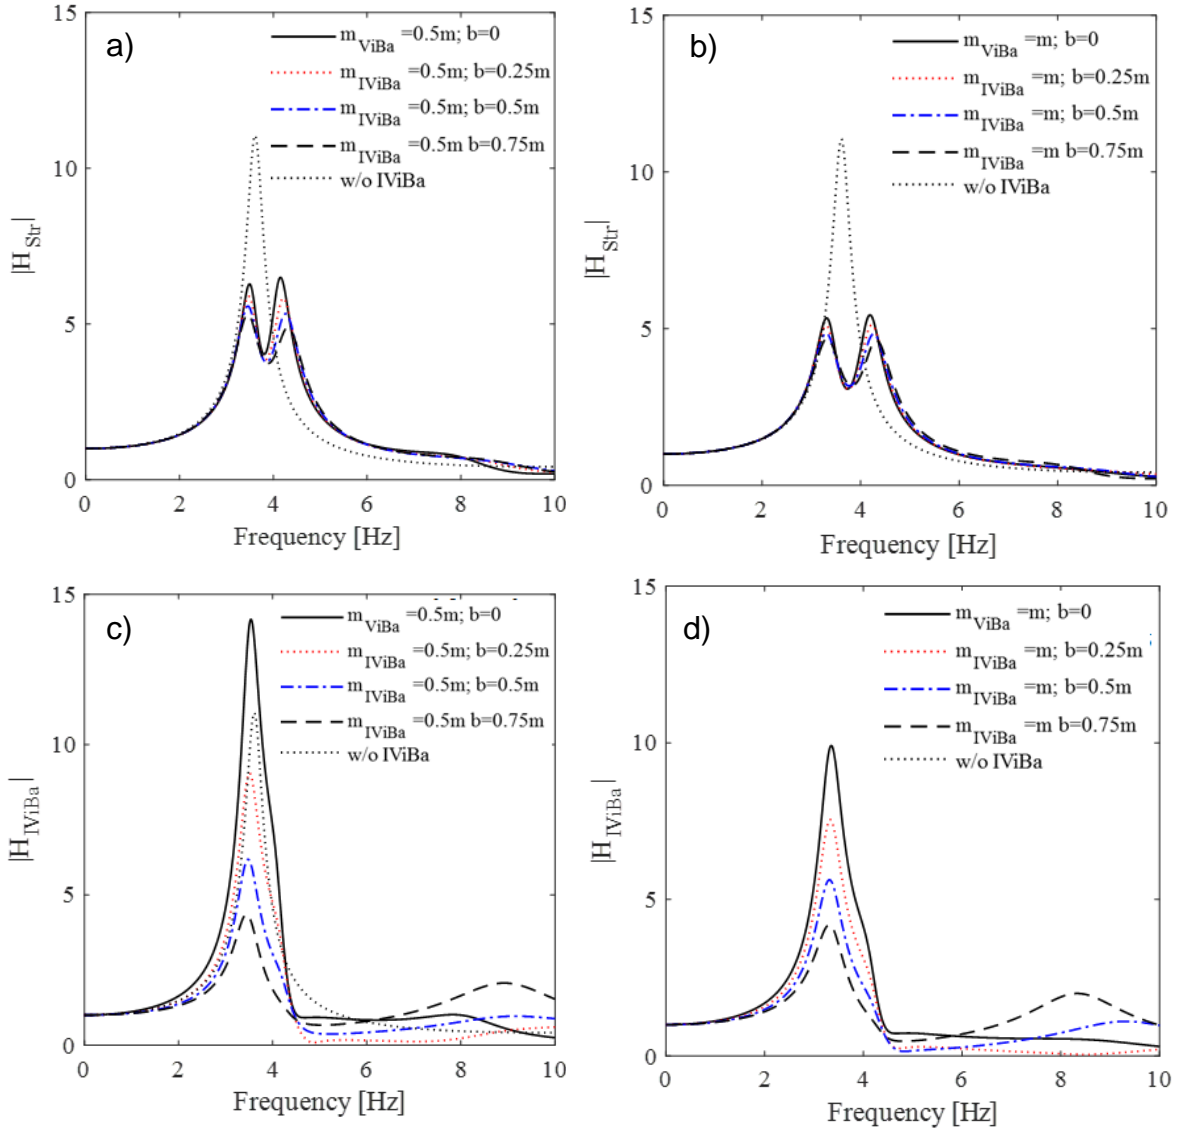 a)
15
10
5
0
|H_Str|
m_ViBa =0.5m; b=0
m_IViBa =0.5m; b=0.25m
m_IViBa =0.5m; b=0.5m
m_IViBa =0.5m b=0.75m
w/o IViBa
0 2 4 6 8 10
Frequency [Hz]
b)
15
10
5
0
|H_Str|
m_ViBa =m; b=0
m_IViBa =m; b=0.25m
m_IViBa =m; b=0.5m
m_IViBa =m b=0.75m
w/o IViBa
0 2 4 6 8 10
Frequency [Hz]
c)
15
10
5
0
|H_IViBa|
m_ViBa =0.5m; b=0
m_IViBa =0.5m; b=0.25m
m_IViBa =0.5m; b=0.5m
m_IViBa =0.5m b=0.75m
w/o IViBa
0 2 4 6 8 10
Frequency [Hz]
d)
15
10
5
0
|H_IViBa|
m_ViBa =m; b=0
m_IViBa =m; b=0.25m
m_IViBa =m; b=0.5m
m_IViBa =m b=0.75m
w/o IViBa
0 2 4 6 8 10
Frequency [Hz]